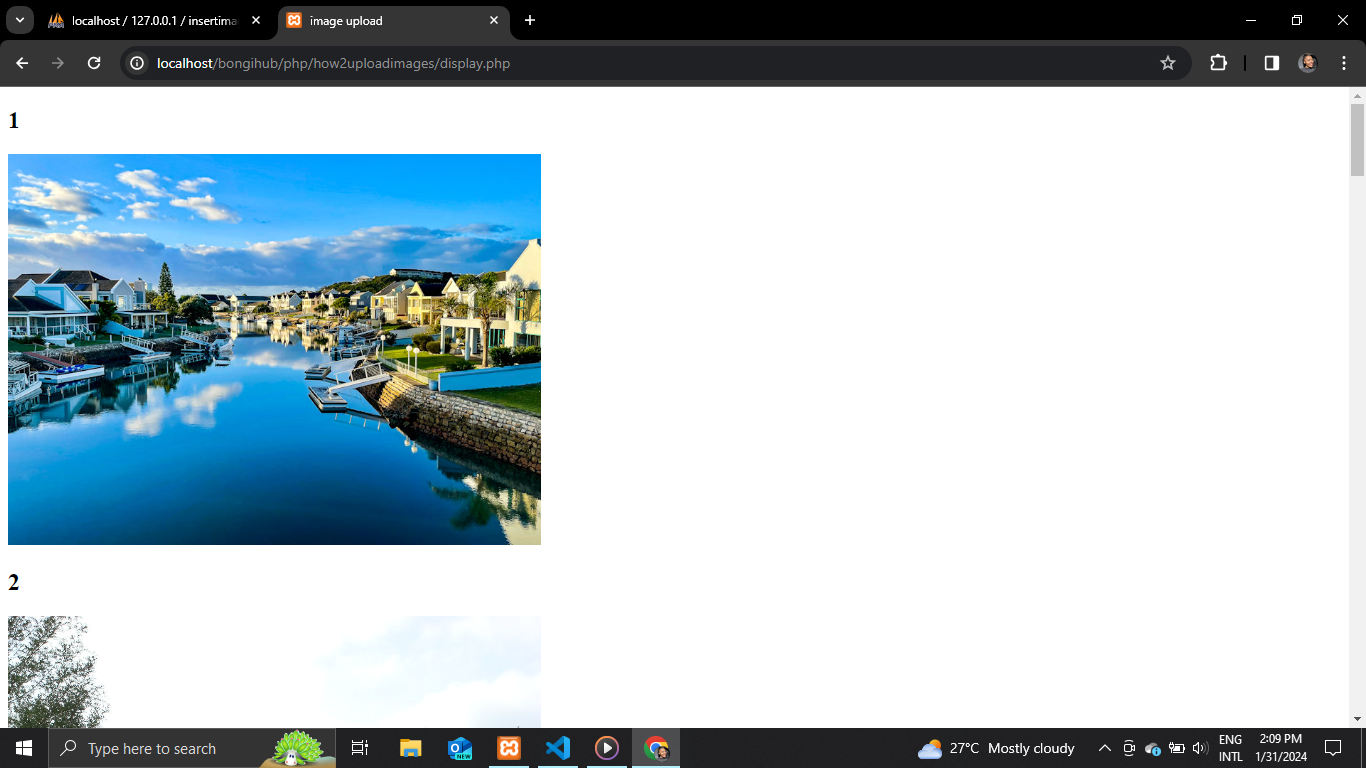 localhost / 127.0.0.1 / insertima
image upload
localhost/bongihub/php/how2uploadimages/display.php
1
2
Type here to search
NEW
27°C Mostly cloudy
ENG
INTL
2:09 PM
1/31/2024